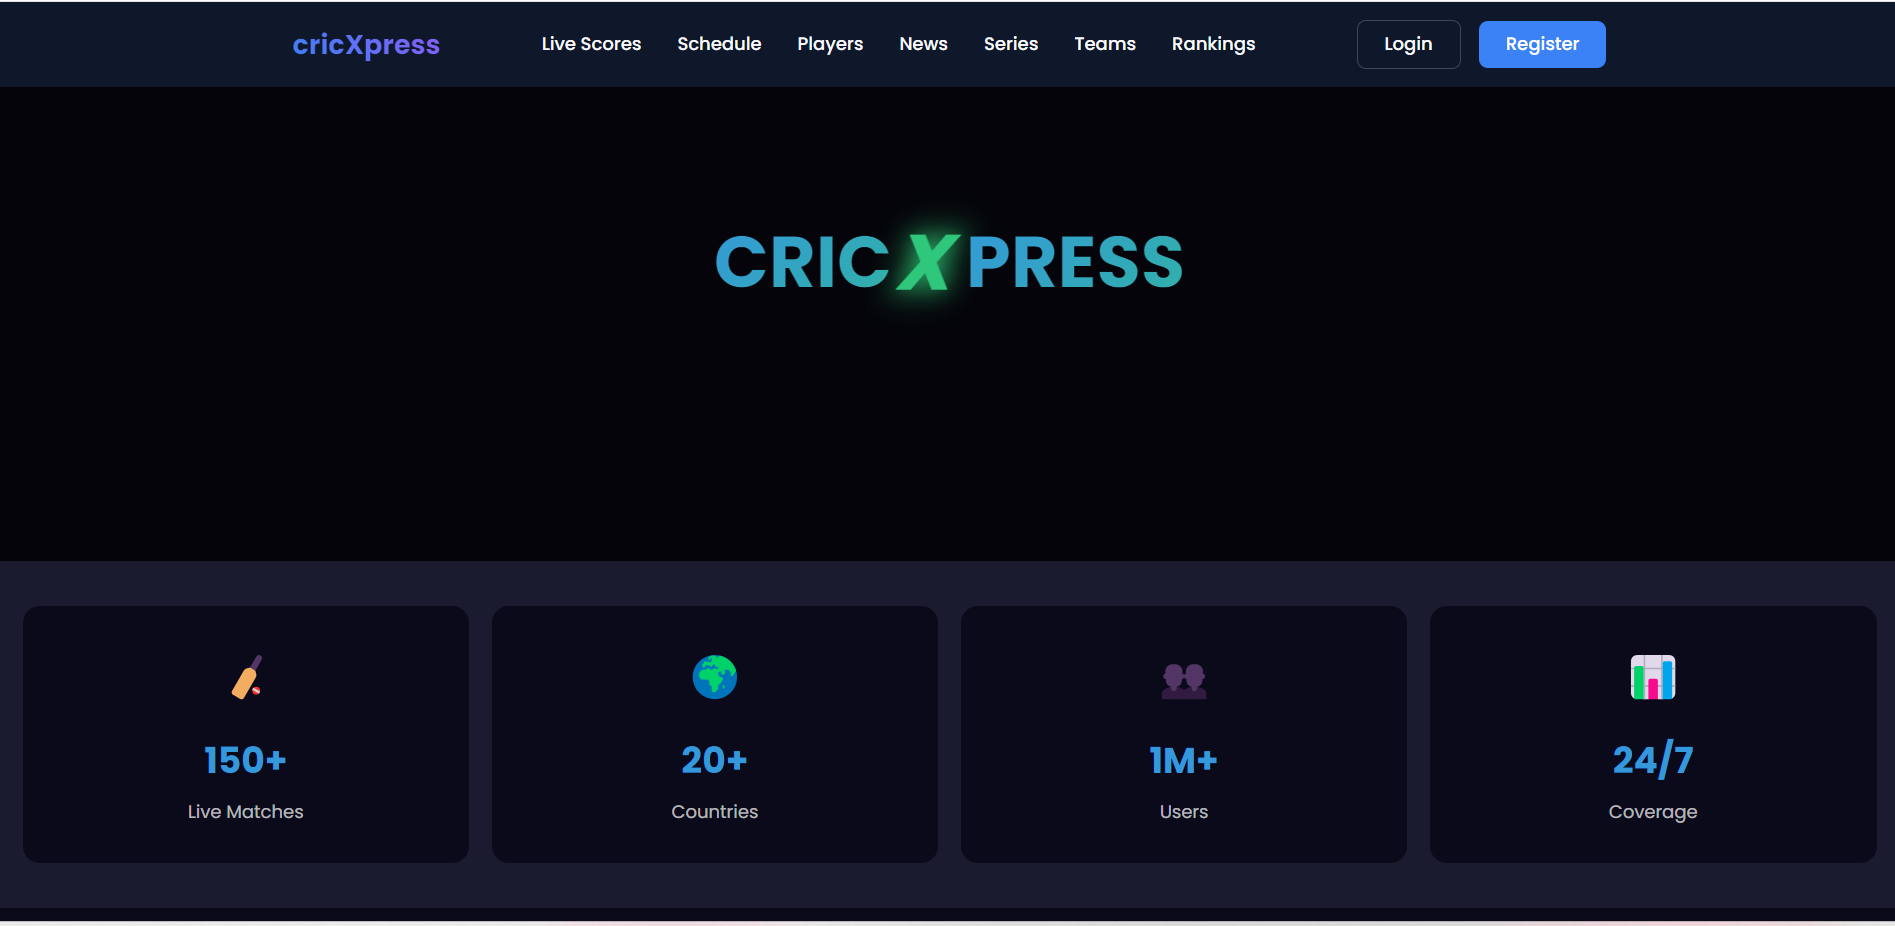 cricXpress Live Scores Schedule Players News Series Teams Rankings Login Register
CRICXPRESS
150+ 20+ 1M+ 24/7
Live Matches Countries Users Coverage